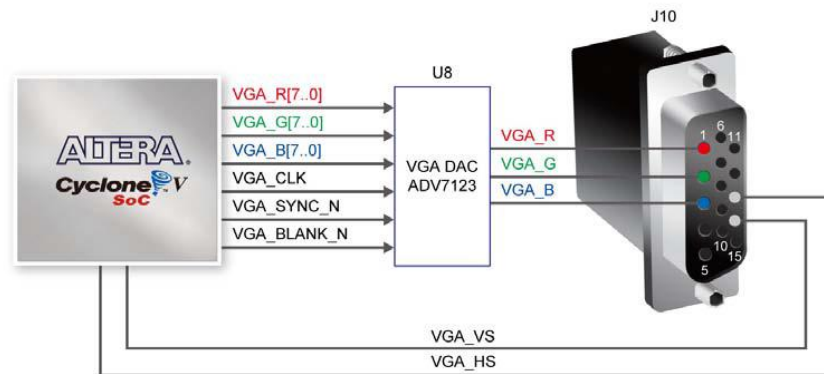 J10
U8
VGA_R[7..0]
VGA_G[7..0]
VGA_B[7..0]
VGA_CLK
VGA_SYNC_N
VGA_BLANK_N
ALTERA®
Cyclone V
SoC
VGA DAC
ADV7123
VGA_R
VGA_G
VGA_B
1
6
11
5
10
15
VGA_VS
VGA_HS